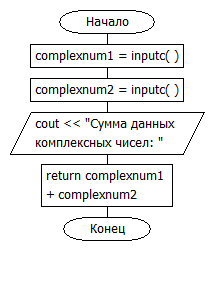 Начало
complexnum1 = inputc( )
complexnum2 = inputc( )
cout << "Сумма данных
комплексных чисел: "
return complexnum1
+ complexnum2
Конец